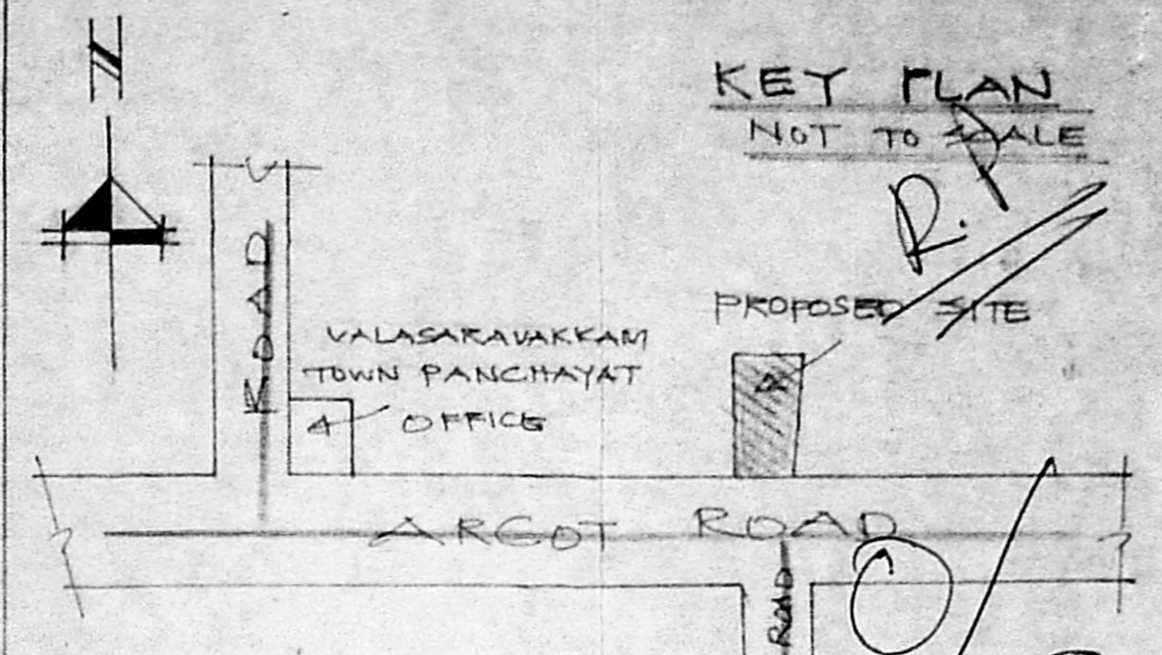 N
KEY PLAN
NOT TO SCALE
R.P
ROAD
PROPOSED SITE
VALASARAVAKKAM
TOWN PANCHAYAT
OFFICE
ARCOT ROAD
ROAD